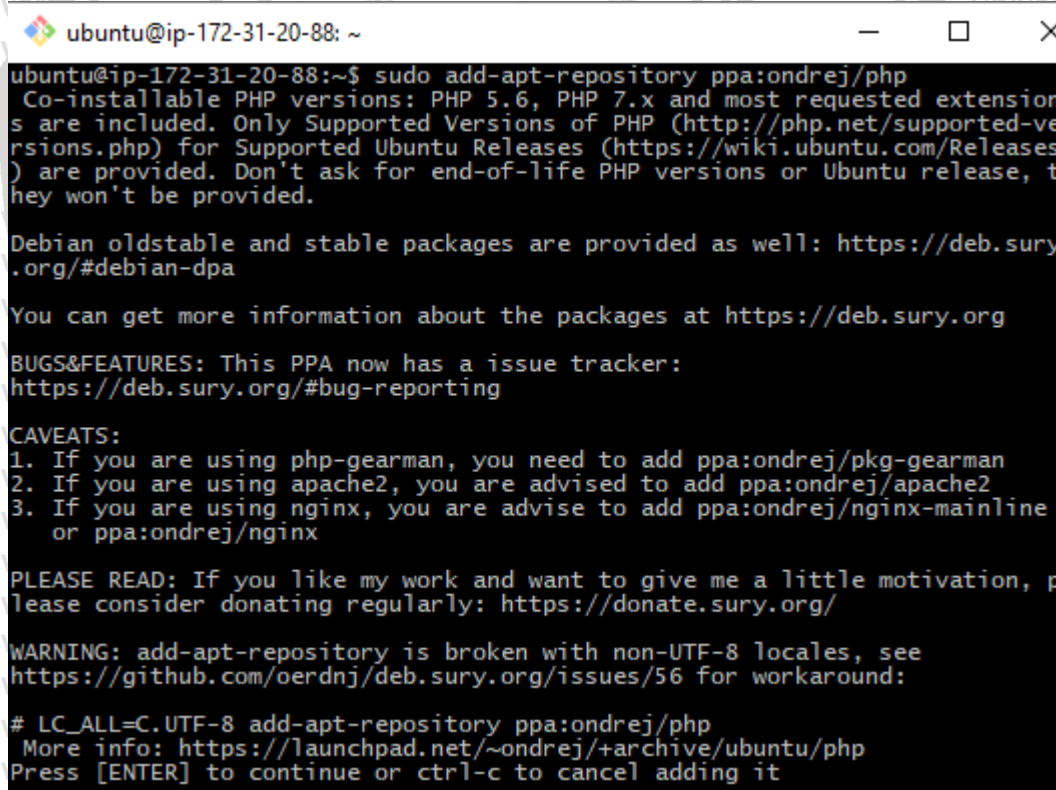 ubuntu@ip-172-31-20-88: ~
ubuntu@ip-172-31-20-88:~$ sudo add-apt-repository ppa:ondrej/php
 Co-installable PHP versions: PHP 5.6, PHP 7.x and most requested extension
s are included. Only Supported Versions of PHP (http://php.net/supported-ve
rsions.php) for Supported Ubuntu Releases (https://wiki.ubuntu.com/Releases
) are provided. Don't ask for end-of-life PHP versions or Ubuntu release, t
hey won't be provided.

Debian oldstable and stable packages are provided as well: https://deb.sury
.org/#debian-dpa

You can get more information about the packages at https://deb.sury.org

BUGS&FEATURES: This PPA now has a issue tracker:
https://deb.sury.org/#bug-reporting

CAVEATS:
1. If you are using php-gearman, you need to add ppa:ondrej/pkg-gearman
2. If you are using apache2, you are advised to add ppa:ondrej/apache2
3. If you are using nginx, you are advise to add ppa:ondrej/nginx-mainline
   or ppa:ondrej/nginx

PLEASE READ: If you like my work and want to give me a little motivation, p
lease consider donating regularly: https://donate.sury.org/

WARNING: add-apt-repository is broken with non-UTF-8 locales, see
https://github.com/oerdnj/deb.sury.org/issues/56 for workaround:

# LC_ALL=C.UTF-8 add-apt-repository ppa:ondrej/php
 More info: https://launchpad.net/~ondrej/+archive/ubuntu/php
Press [ENTER] to continue or ctrl-c to cancel adding it